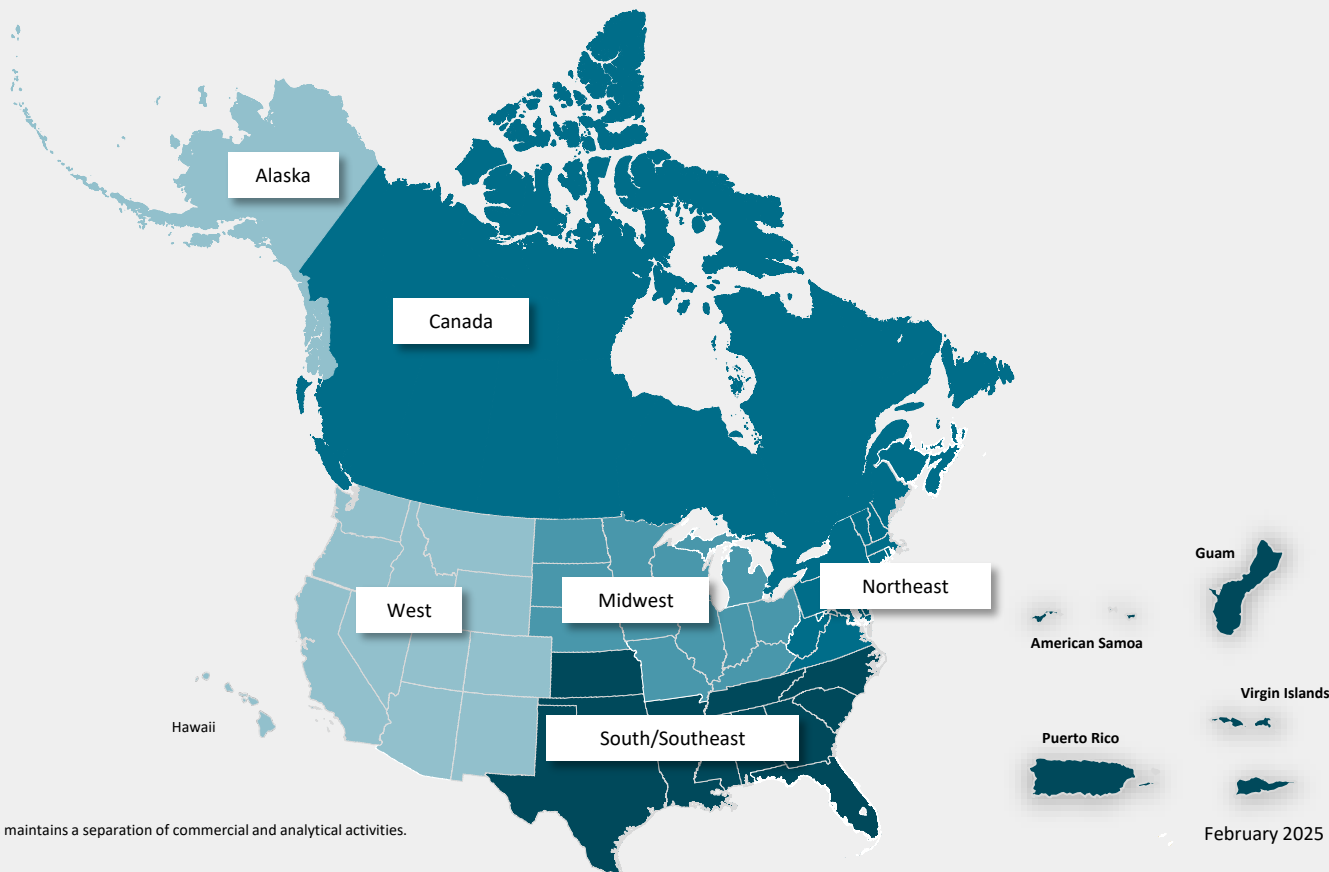 Alaska
Canada
Northeast
Midwest
West
South/Southeast
Hawaii
Guam
American Samoa
Virgin Islands
Puerto Rico
maintains a separation of commercial and analytical activities.
February 2025